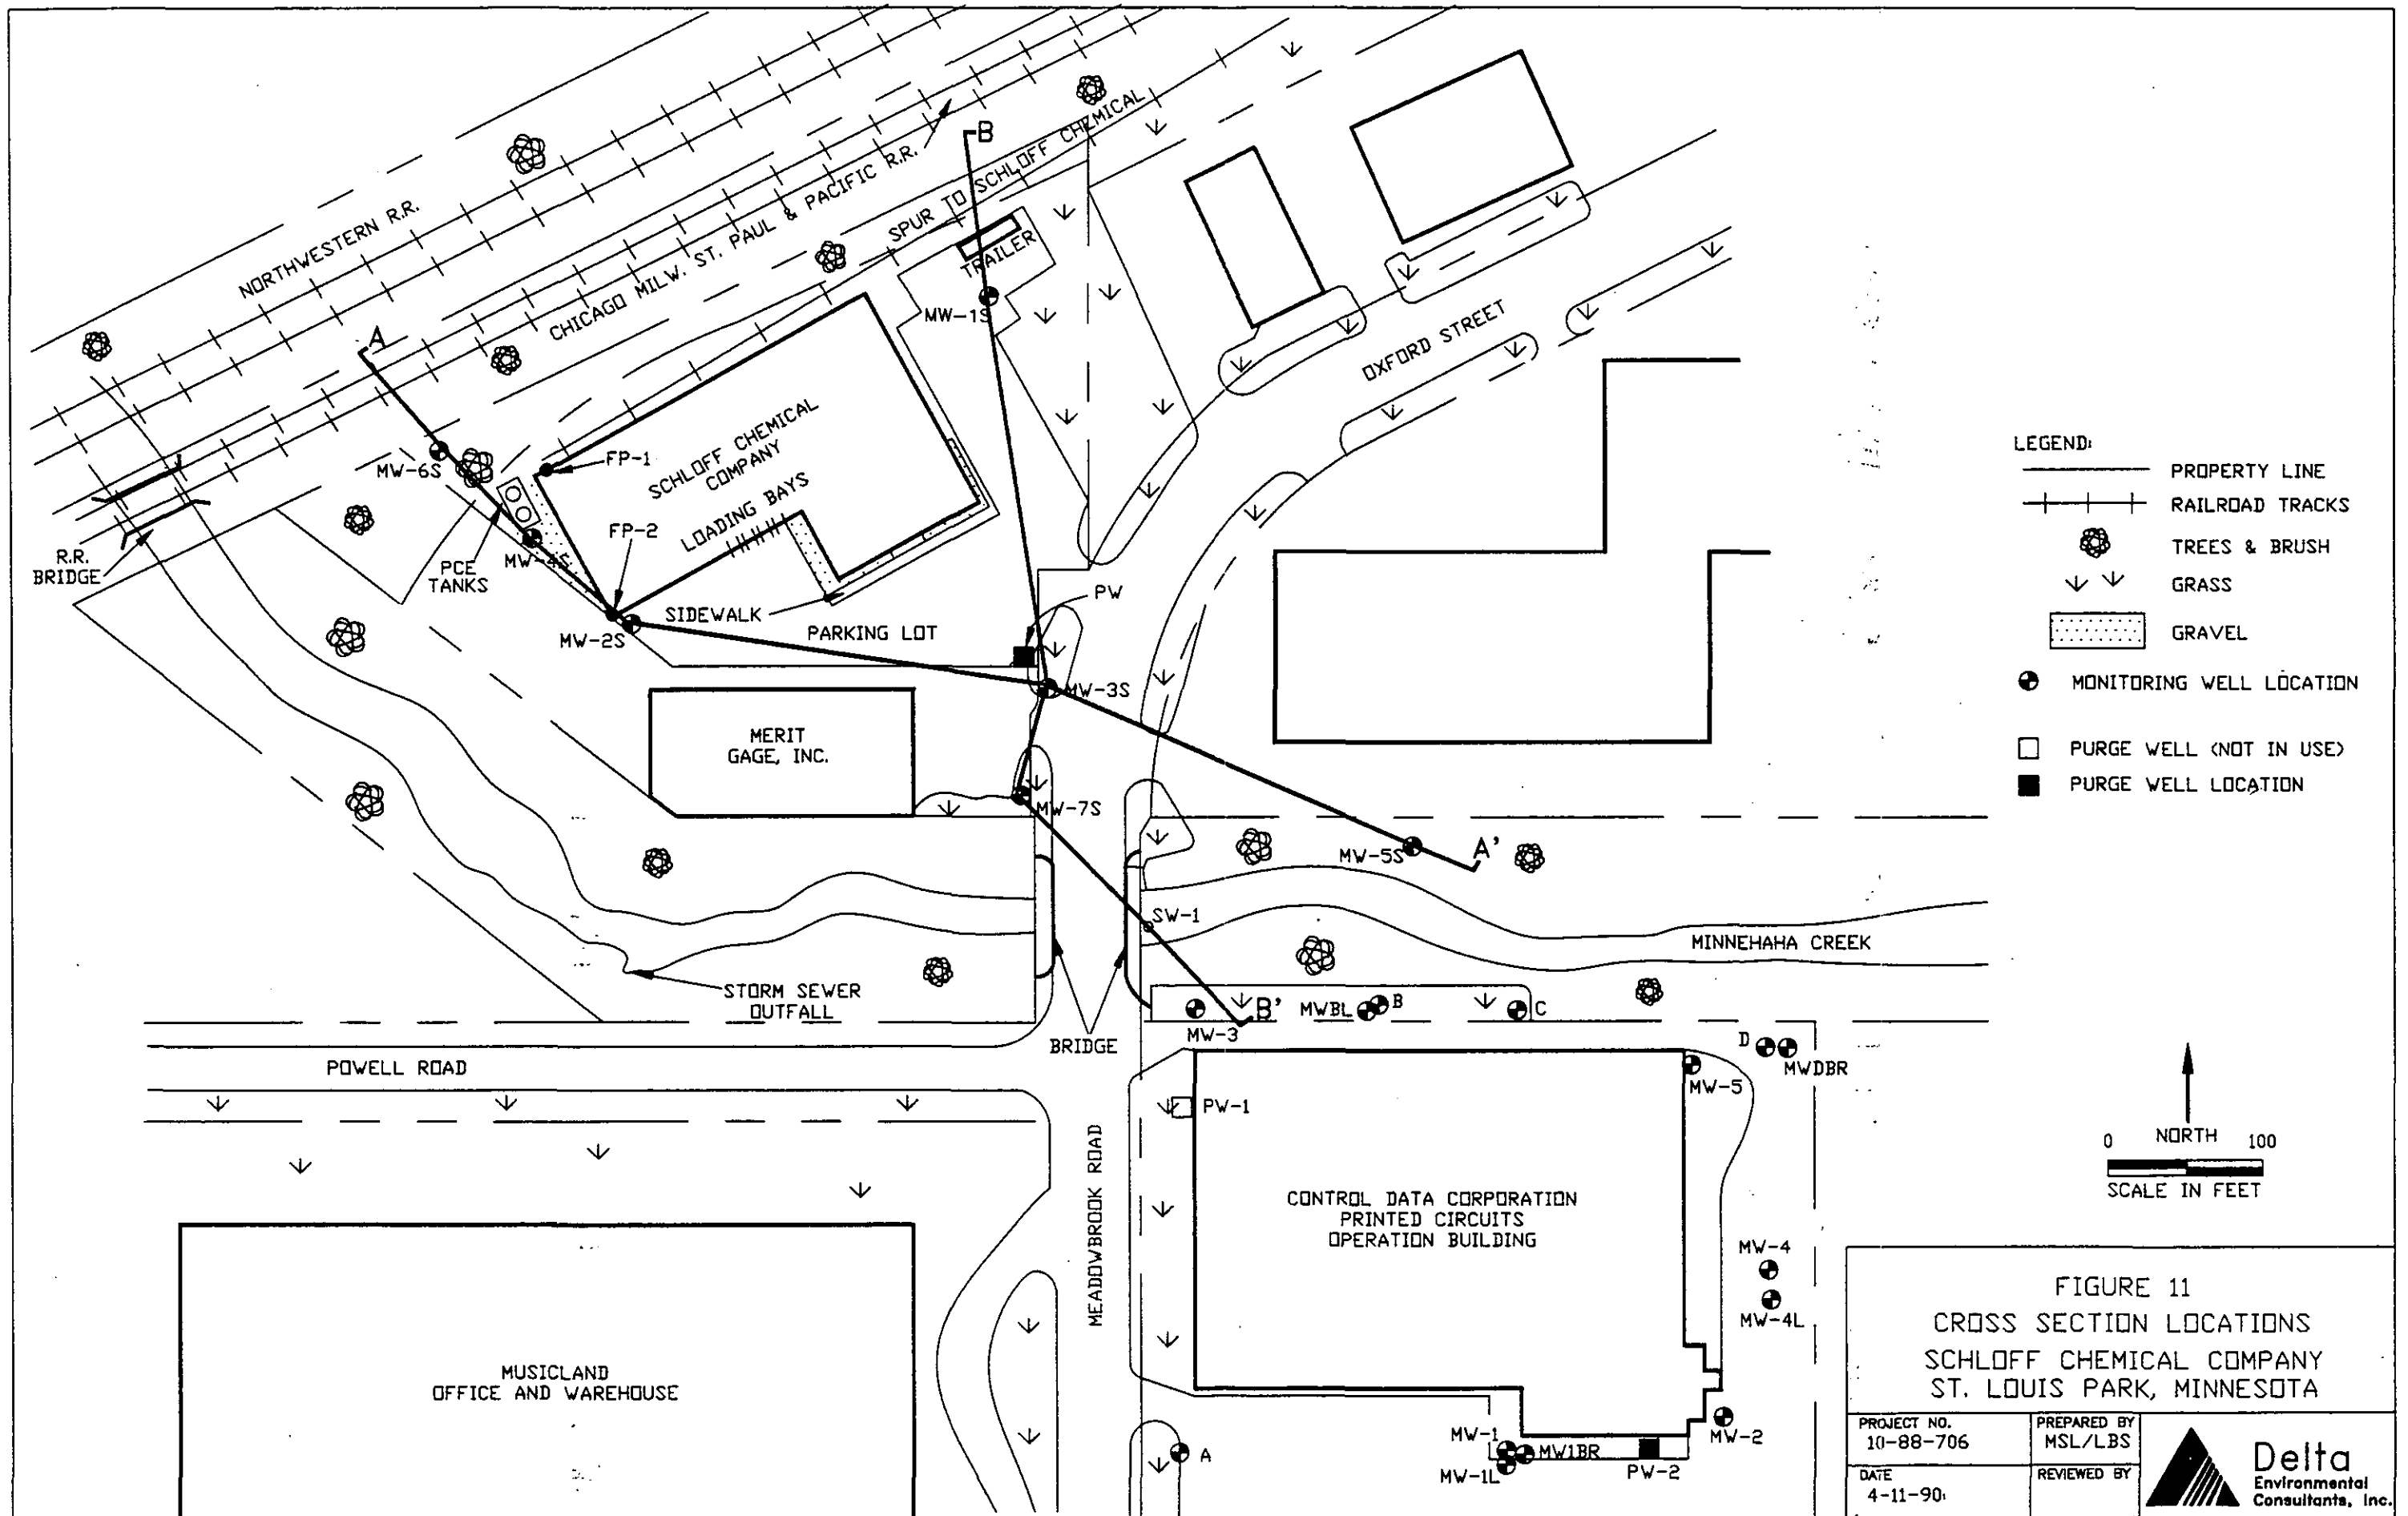 B
NORTHWESTERN R.R.
CHICAGO MILW. ST. PAUL & PACIFIC R.R.
SPUR TO SCHLOFF CHEMICAL
TRAILER
MW-1S
A
OXFORD STREET
MW-6S
FP-1
SCHLOFF CHEMICAL
COMPANY
LOADING BAYS
FP-2
R.R.
BRIDGE
PCE
TANKS
MW-4S
SIDEWALK
PW
MW-2S
PARKING LOT
MW-3S
MERIT
GAGE, INC.
MW-7S
MW-5S
A'
SW-1
MINNEHAHA CREEK
STORM SEWER
OUTFALL
BRIDGE
MW-3
B'
MWBL
B
C
D
MWDBR
MW-5
POWELL ROAD
PW-1
MEADOWBROOK ROAD
CONTROL DATA CORPORATION
PRINTED CIRCUITS
OPERATION BUILDING
MW-4
MW-4L
MUSICLAND
OFFICE AND WAREHOUSE
A
MW-1
MW1BR
MW-1L
PW-2
MW-2
LEGEND:
PROPERTY LINE
RAILROAD TRACKS
TREES & BRUSH
GRASS
GRAVEL
MONITORING WELL LOCATION
PURGE WELL (NOT IN USE)
PURGE WELL LOCATION
0 NORTH 100
SCALE IN FEET
FIGURE 11
CROSS SECTION LOCATIONS
SCHLOFF CHEMICAL COMPANY
ST. LOUIS PARK, MINNESOTA
PROJECT NO.
10-88-706
PREPARED BY
MSL/LBS
DATE
4-11-90
REVIEWED BY
Delta
Environmental
Consultants, Inc.